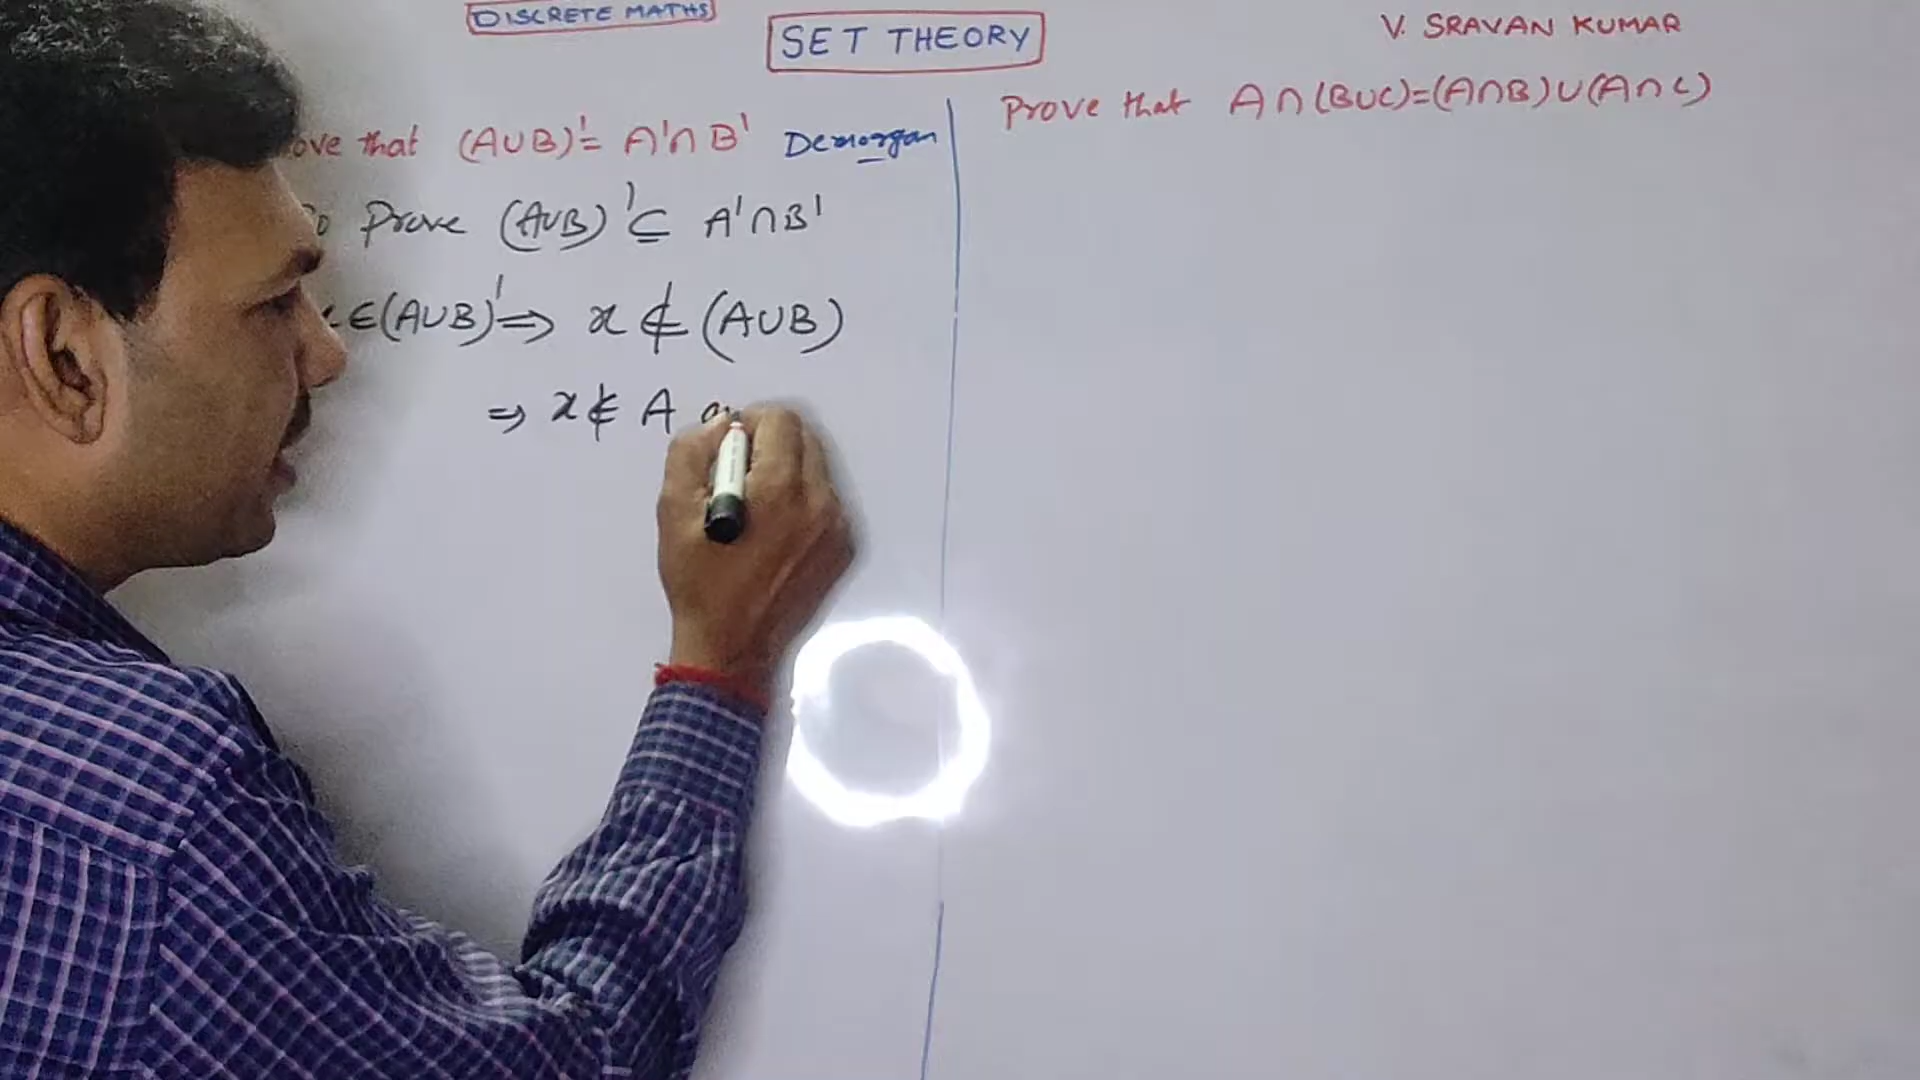 DISCRETE MATHS
SET THEORY
V. SRAVAN KUMAR
ove that (A∪B)'= A'∩B' Demorgan
o Prove (A∪B)'⊆ A'∩B'
∈(A∪B)'⇒ x ∉ (A∪B)
⇒ x ∉ A
Prove that A∩(B∪C)=(A∩B)∪(A∩C)